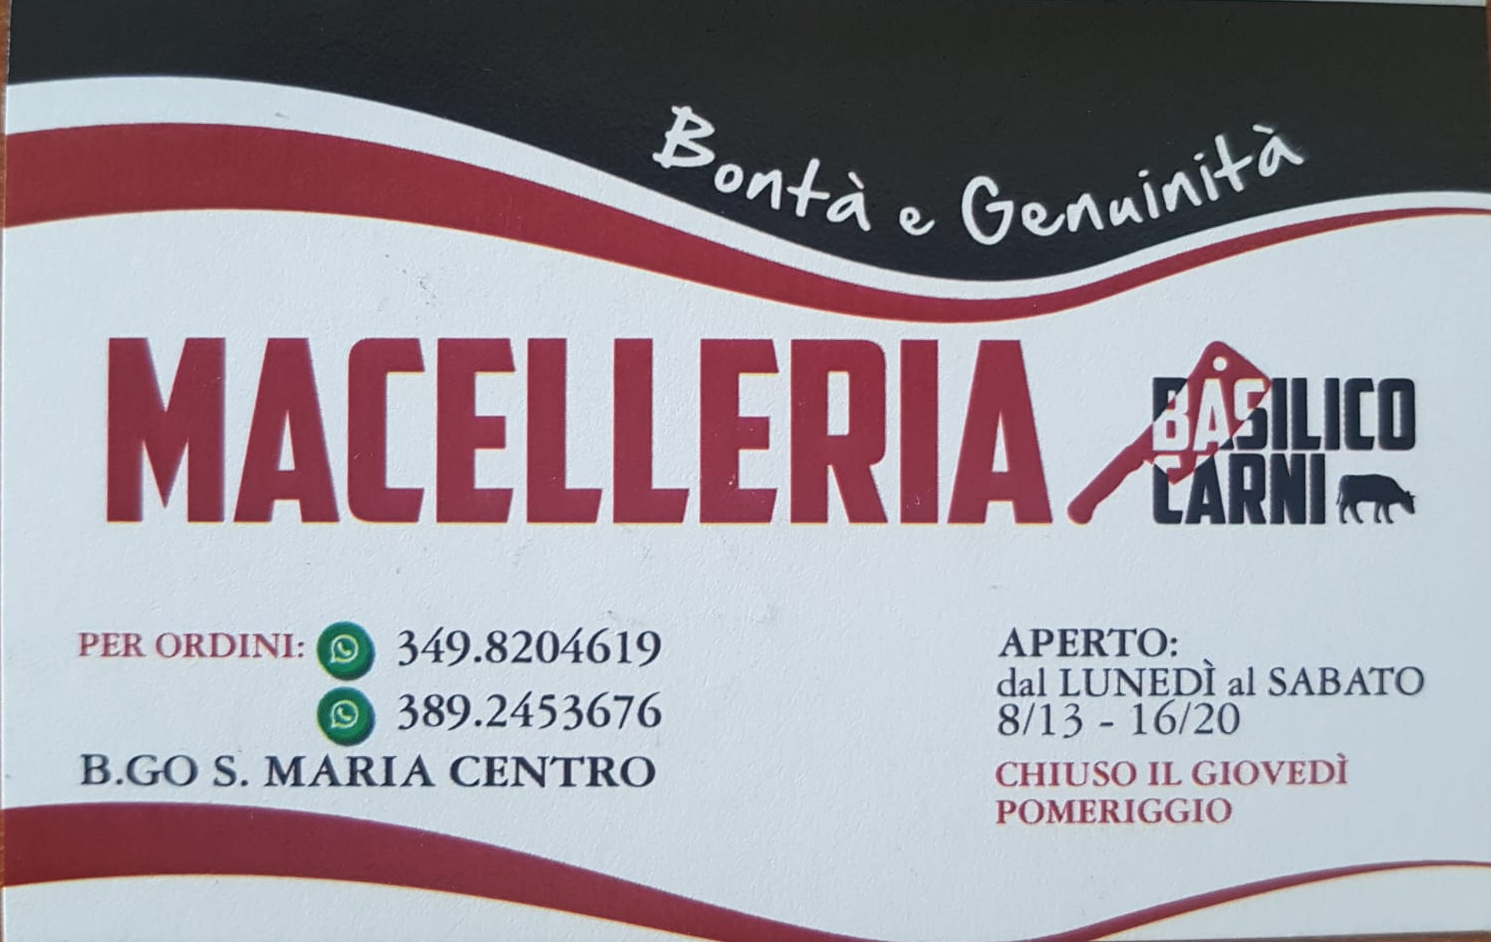 Bontà e Genuinità
MACELLERIA
BASILICO
CARNI
PER ORDINI: 349.8204619
389.2453676
B.GO S. MARIA CENTRO
APERTO:
dal LUNEDÌ al SABATO
8/13 - 16/20
CHIUSO IL GIOVEDÌ
POMERIGGIO